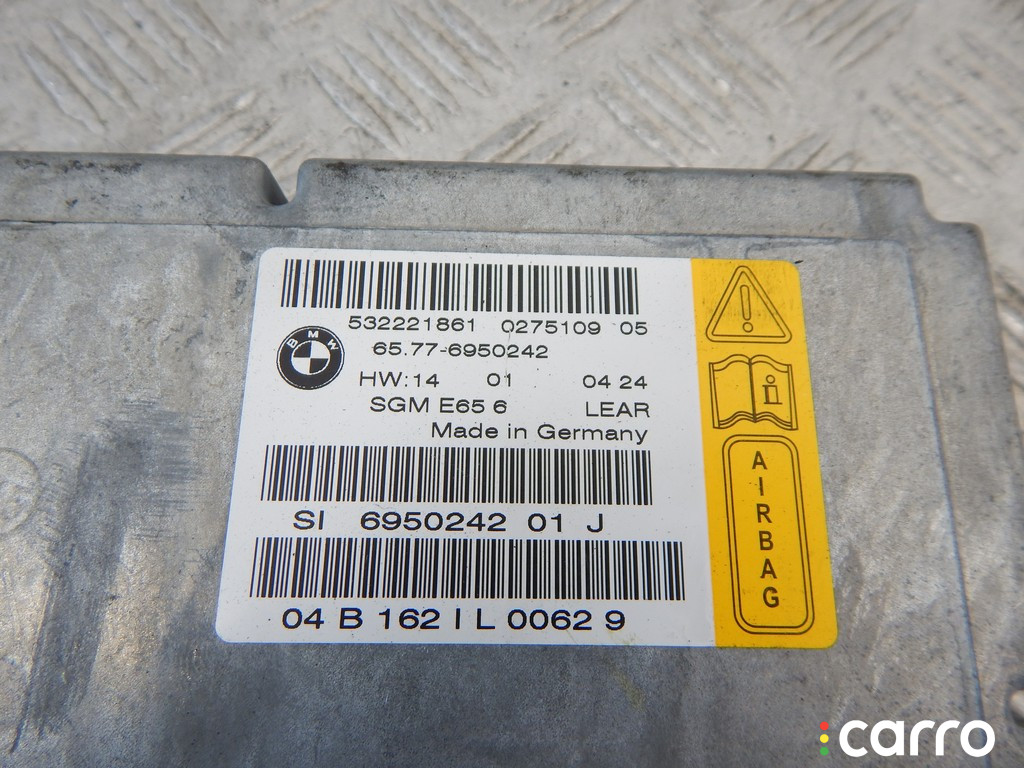 532221861 0275109 05
BMW
65.77-6950242
HW:14 01 04 24
SGM E65 6 LEAR
Made in Germany
SI 6950242 01 J
04 B 162 I L 0062 9
i
AIRBAG
carro